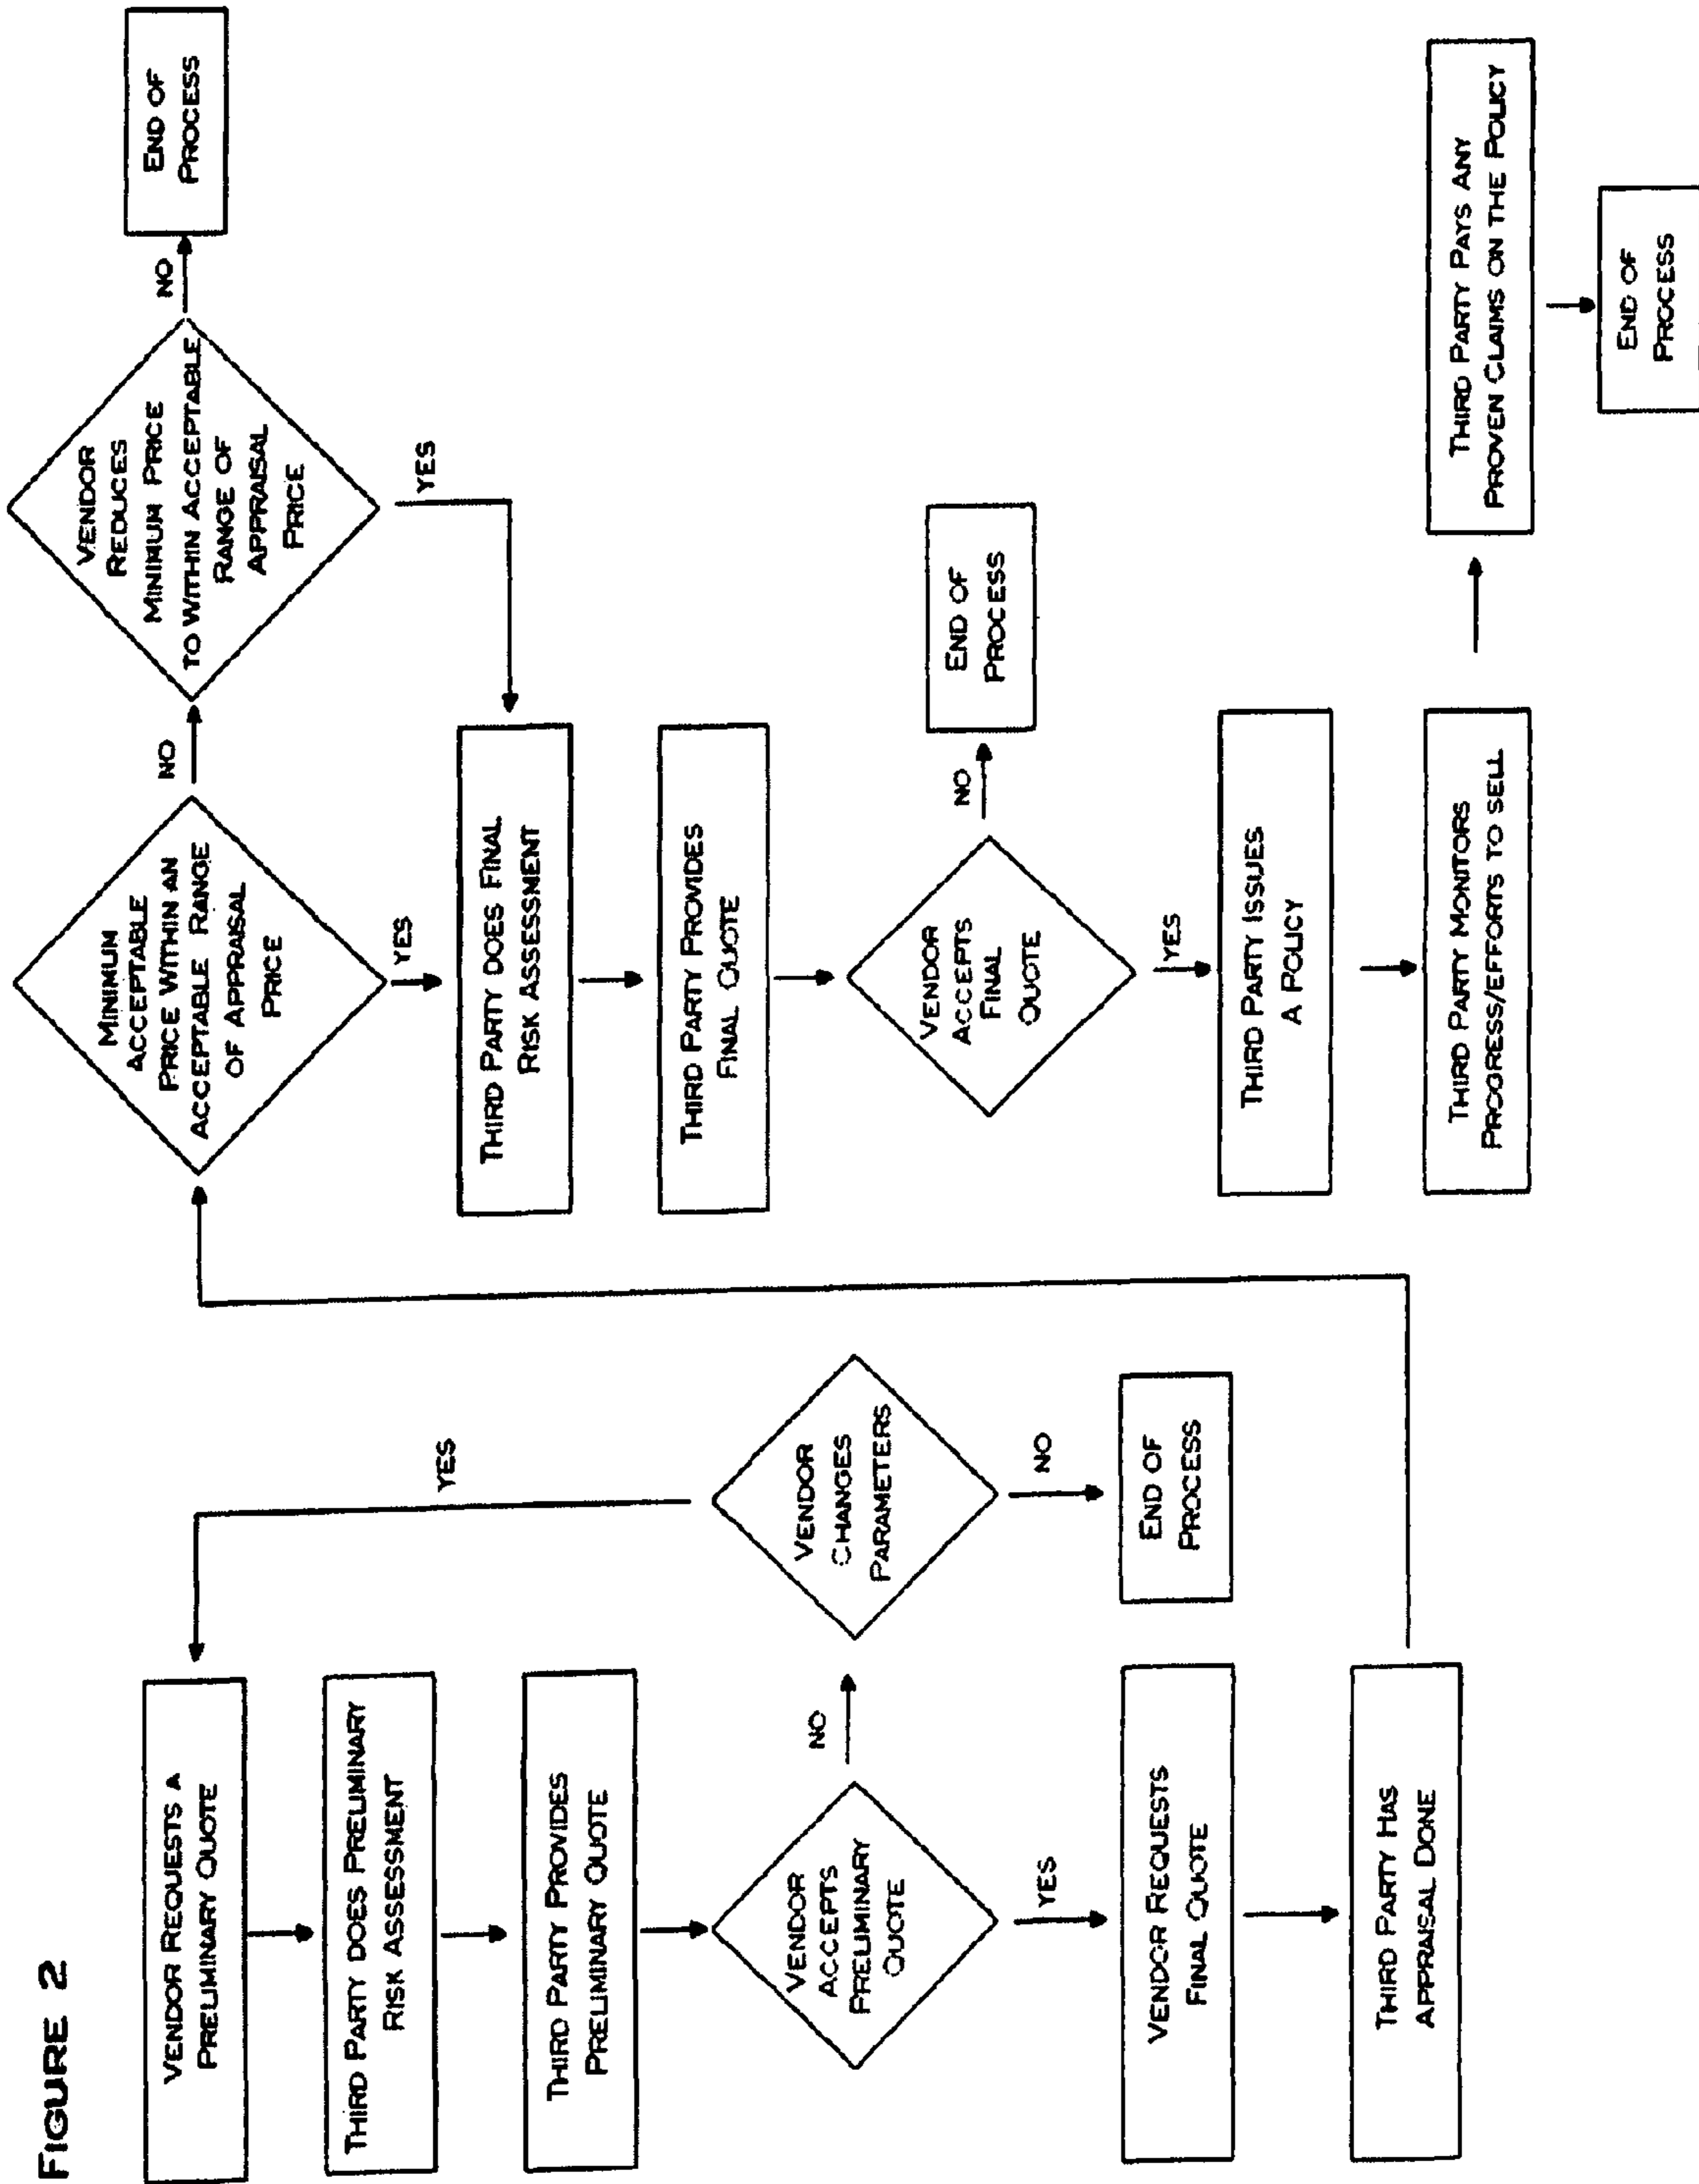 FIGURE 2
VENDOR REQUESTS A
PRELIMINARY QUOTE
THIRD PARTY DOES PRELIMINARY
RISK ASSESSMENT
THIRD PARTY PROVIDES
PRELIMINARY QUOTE
VENDOR
ACCEPTS
PRELIMINARY
QUOTE
NO
YES
VENDOR
CHANGES
PARAMETERS
YES
NO
END OF
PROCESS
VENDOR REQUESTS
FINAL QUOTE
THIRD PARTY HAS
APPRAISAL DONE
MINIMUM
ACCEPTABLE
PRICE WITHIN AN
ACCEPTABLE RANGE
OF APPRAISAL
PRICE
NO
YES
VENDOR
REDUCES
MINIMUM PRICE
TO WITHIN ACCEPTABLE
RANGE OF
APPRAISAL
PRICE
NO
YES
END OF
PROCESS
THIRD PARTY DOES FINAL
RISK ASSESSMENT
THIRD PARTY PROVIDES
FINAL QUOTE
VENDOR
ACCEPTS
FINAL
QUOTE
NO
YES
END OF
PROCESS
THIRD PARTY ISSUES
A POLICY
THIRD PARTY MONITORS
PROGRESS/EFFORTS TO SELL
THIRD PARTY PAYS ANY
PROVEN CLAIMS ON THE POLICY
END OF
PROCESS